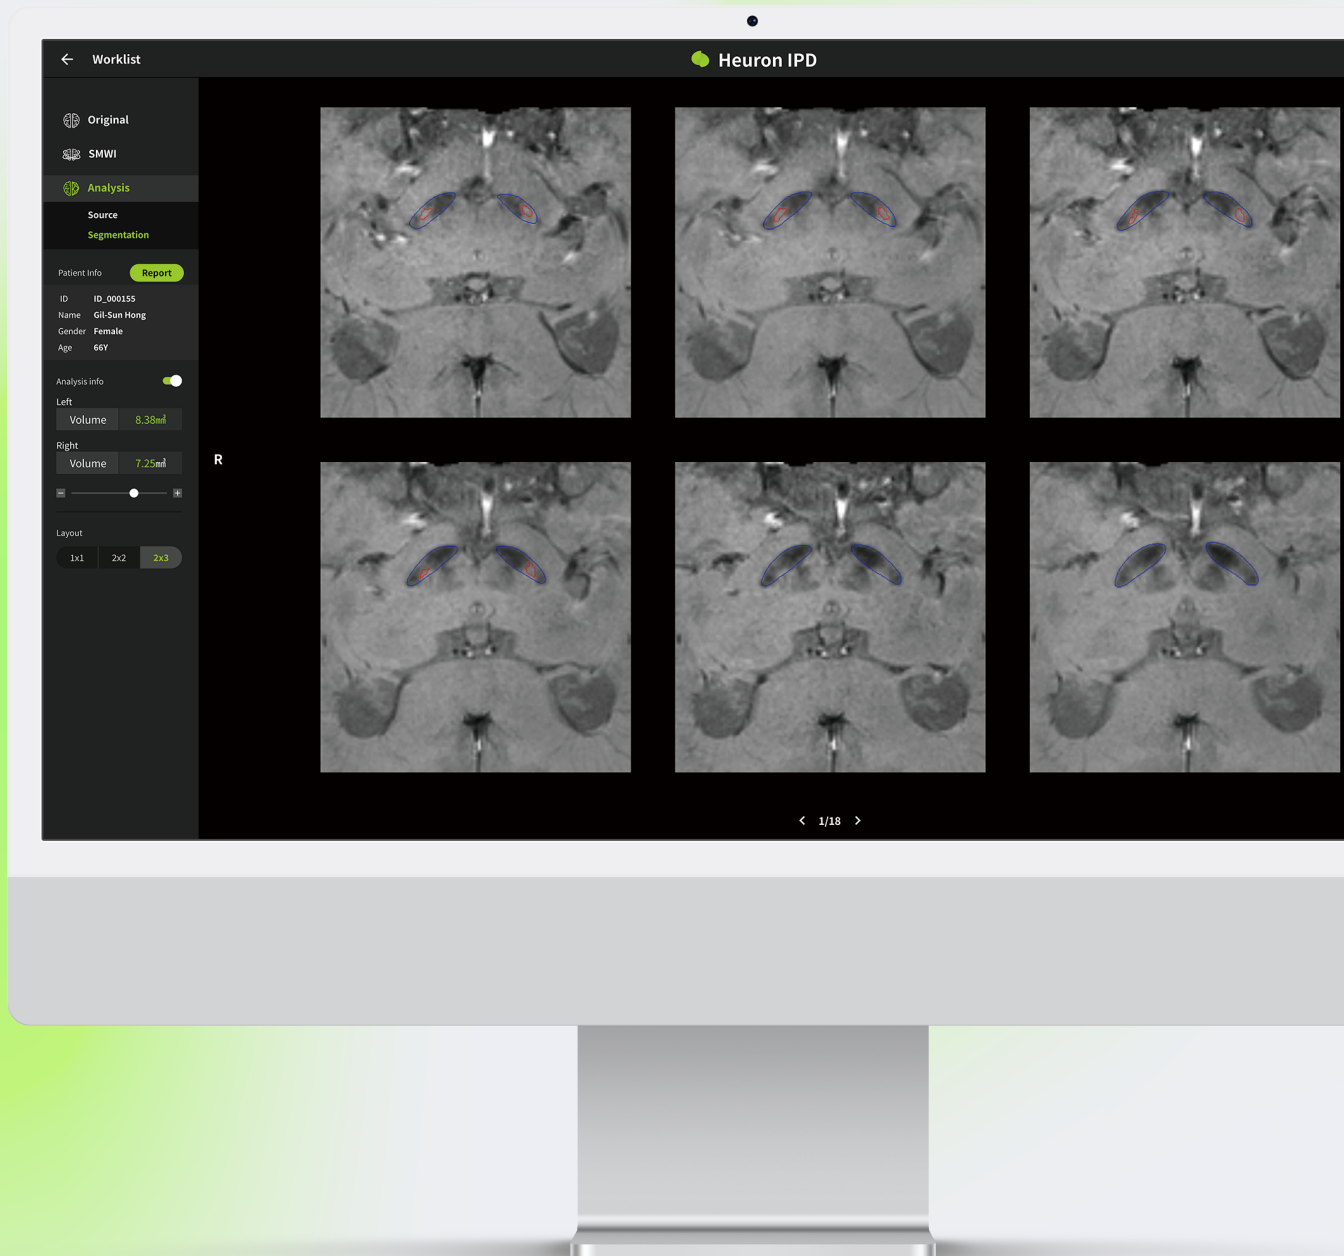 Worklist
Heuron IPD
Original
SMWI
Analysis
Source
Segmentation
Patient Info Report
ID ID_000155
Name Gil-Sun Hong
Gender Female
Age 66Y
Analysis info
Left
Volume 8.38㎣
Right
Volume 7.25㎣
R
Layout
1x1 2x2 2x3
1/18